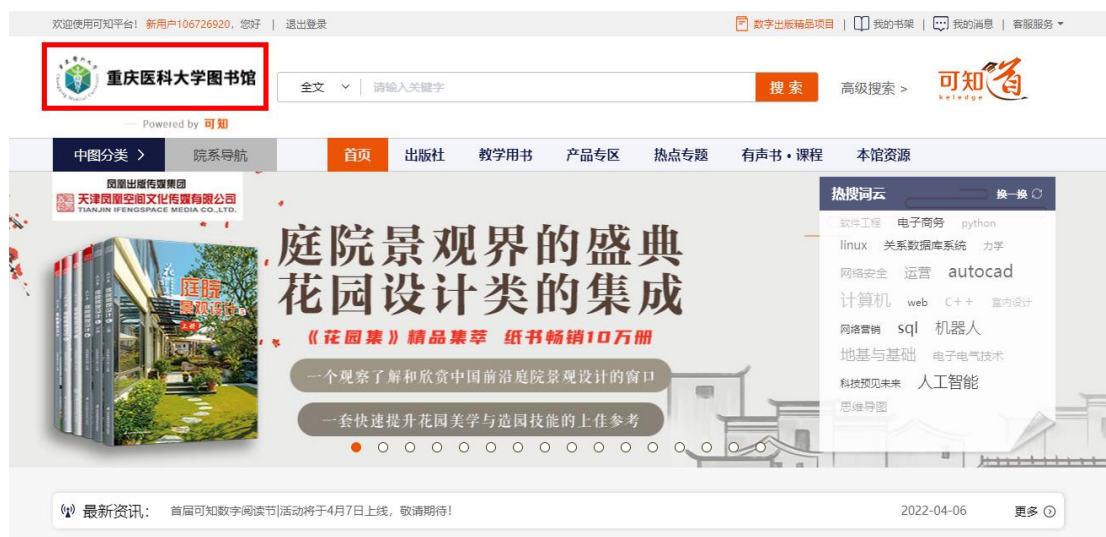 欢迎使用可知平台! 新用户106726920, 您好 | 退出登录
数字出版精品项目 | 我的书架 | 我的消息 | 客服服务
重庆医科大学图书馆
Powered by 可知
全文 请输入关键字 搜索 高级搜索 >
可知道
keledge
中图分类 院系导航 首页 出版社 教学用书 产品专区 热点专题 有声书•课程 本馆资源
凤凰出版传媒集团
天津凤凰空间文化传媒有限公司
TIANJIN IFENGSPACE MEDIA CO.,LTD.
庭院
景观设计
上册
庭院景观界的盛典
花园设计类的集成
《花园集》精品集萃 纸书畅销10万册
一个观察了解和欣赏中国前沿庭院景观设计的窗口
一套快速提升花园美学与造园技能的上佳参考
热搜词云 换一换
软件工程 电子商务 python
linux 关系数据库系统 力学
网络安全 运营 autocad
计算机 web C++ 室内设计
网络营销 sql 机器人
地基与基础 电子电气技术
科技预见未来 人工智能
思维导图
最新资讯: 首届可知数字阅读节|活动将于4月7日上线, 敬请期待! 2022-04-06 更多